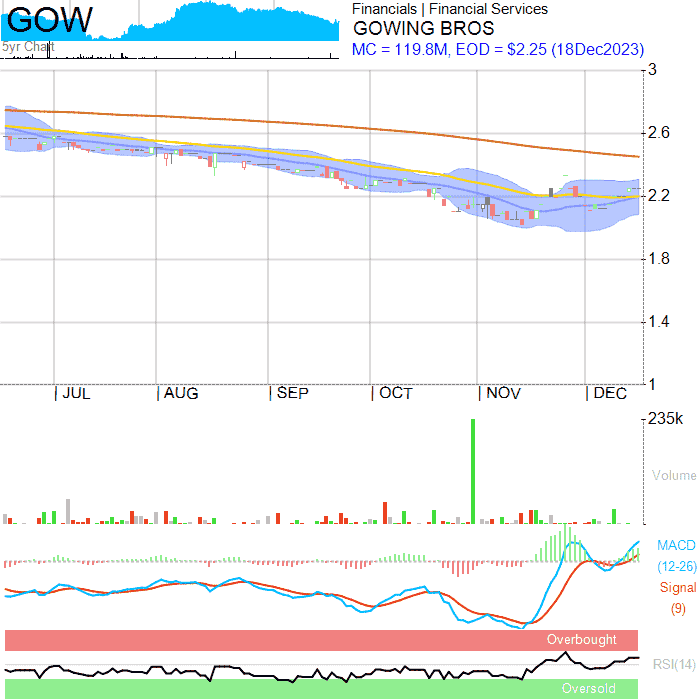 GOW
5yr Chart
Financials | Financial Services
GOWING BROS
MC = 119.8M, EOD = $2.25 (18Dec2023)
3
2.6
2.2
1.8
1.4
1
| JUL | AUG | SEP | OCT | NOV | DEC
235k
Volume
MACD
(12-26)
Signal
(9)
Overbought
RSI(14)
Oversold